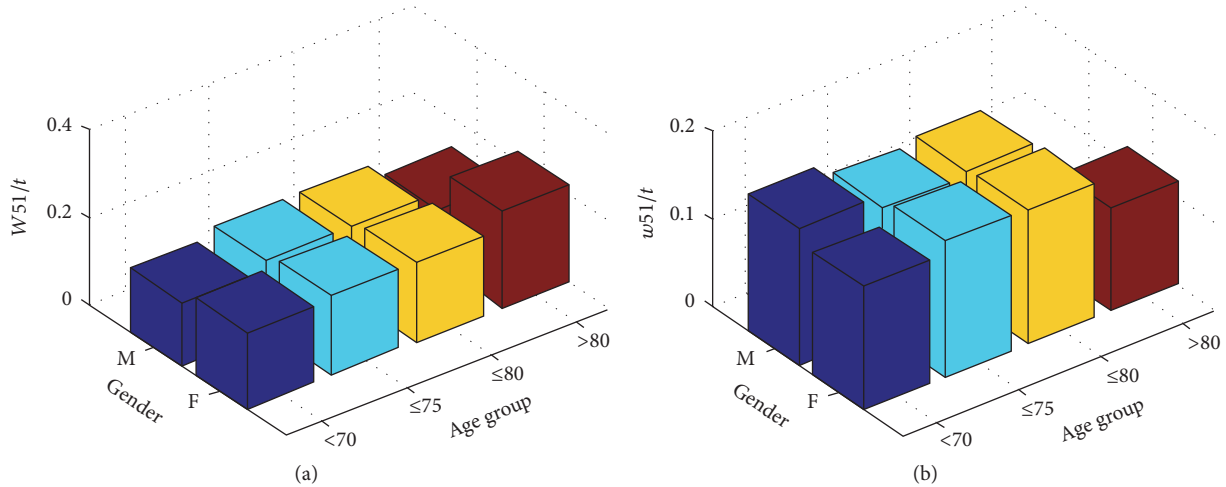 0.4
0.2
0
W51/t
M
F
Gender
<70
≤75
≤80
>80
Age group
(a)
0.2
0.1
0
w51/t
M
F
Gender
<70
≤75
≤80
>80
Age group
(b)